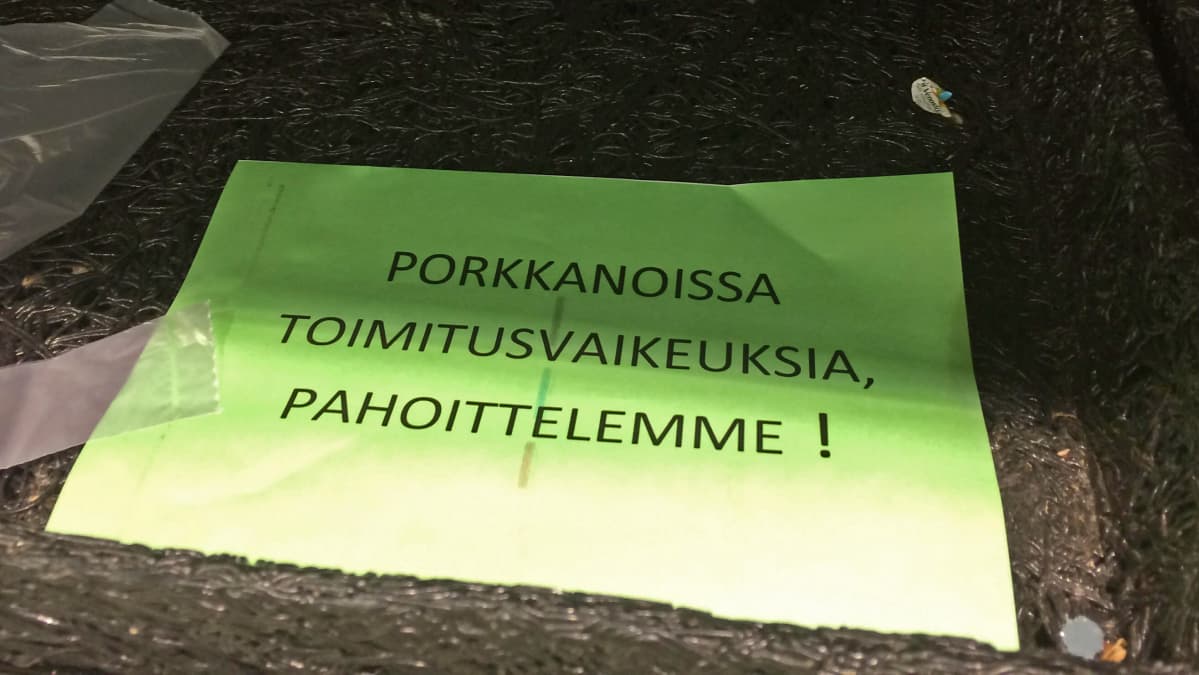 PORKKANOISSA
TOIMITUSVAIKEUKSIA,
PAHOITTELEMME !